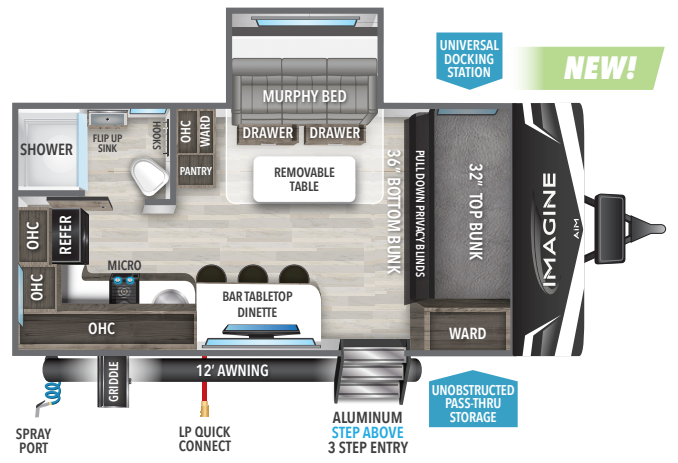 UNIVERSAL
DOCKING
STATION
NEW!
MURPHY BED
DRAWER
DRAWER
SHOWER
FLIP UP
SINK
HOOKS
OHC
WARD
PANTRY
REMOVABLE
TABLE
36" BOTTOM BUNK
PULL DOWN PRIVACY BLINDS
32" TOP BUNK
IMAGINE
AIM
OHC
REFER
OHC
MICRO
OHC
BAR TABLETOP
DINETTE
WARD
12' AWNING
GRIDDLE
SPRAY
PORT
LP QUICK
CONNECT
ALUMINUM
STEP ABOVE
3 STEP ENTRY
UNOBSTRUCTED
PASS-THRU
STORAGE